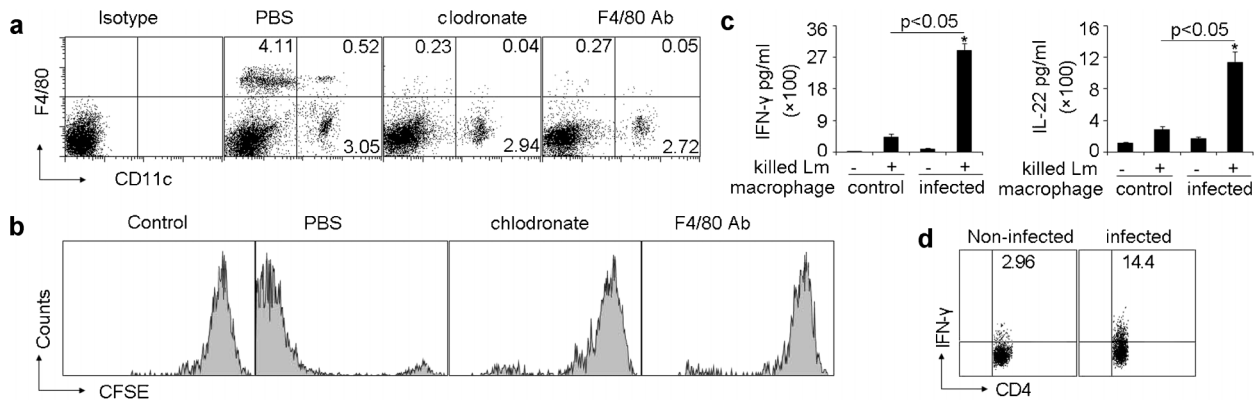 a
Isotype PBS clodronate F4/80 Ab
4.11 0.52 0.23 0.04 0.27 0.05
3.05 2.94 2.72
F4/80
CD11c
b
Control PBS chlodronate F4/80 Ab
Counts
CFSE
c
p<0.05
36
27
18
9
0
*
IFN-γ pg/ml
(×100)
killed Lm - + - +
macrophage control infected
p<0.05
16
12
8
4
0
*
IL-22 pg/ml
(×100)
killed Lm - + - +
macrophage control infected
d
Non-infected infected
2.96 14.4
IFN-γ
CD4